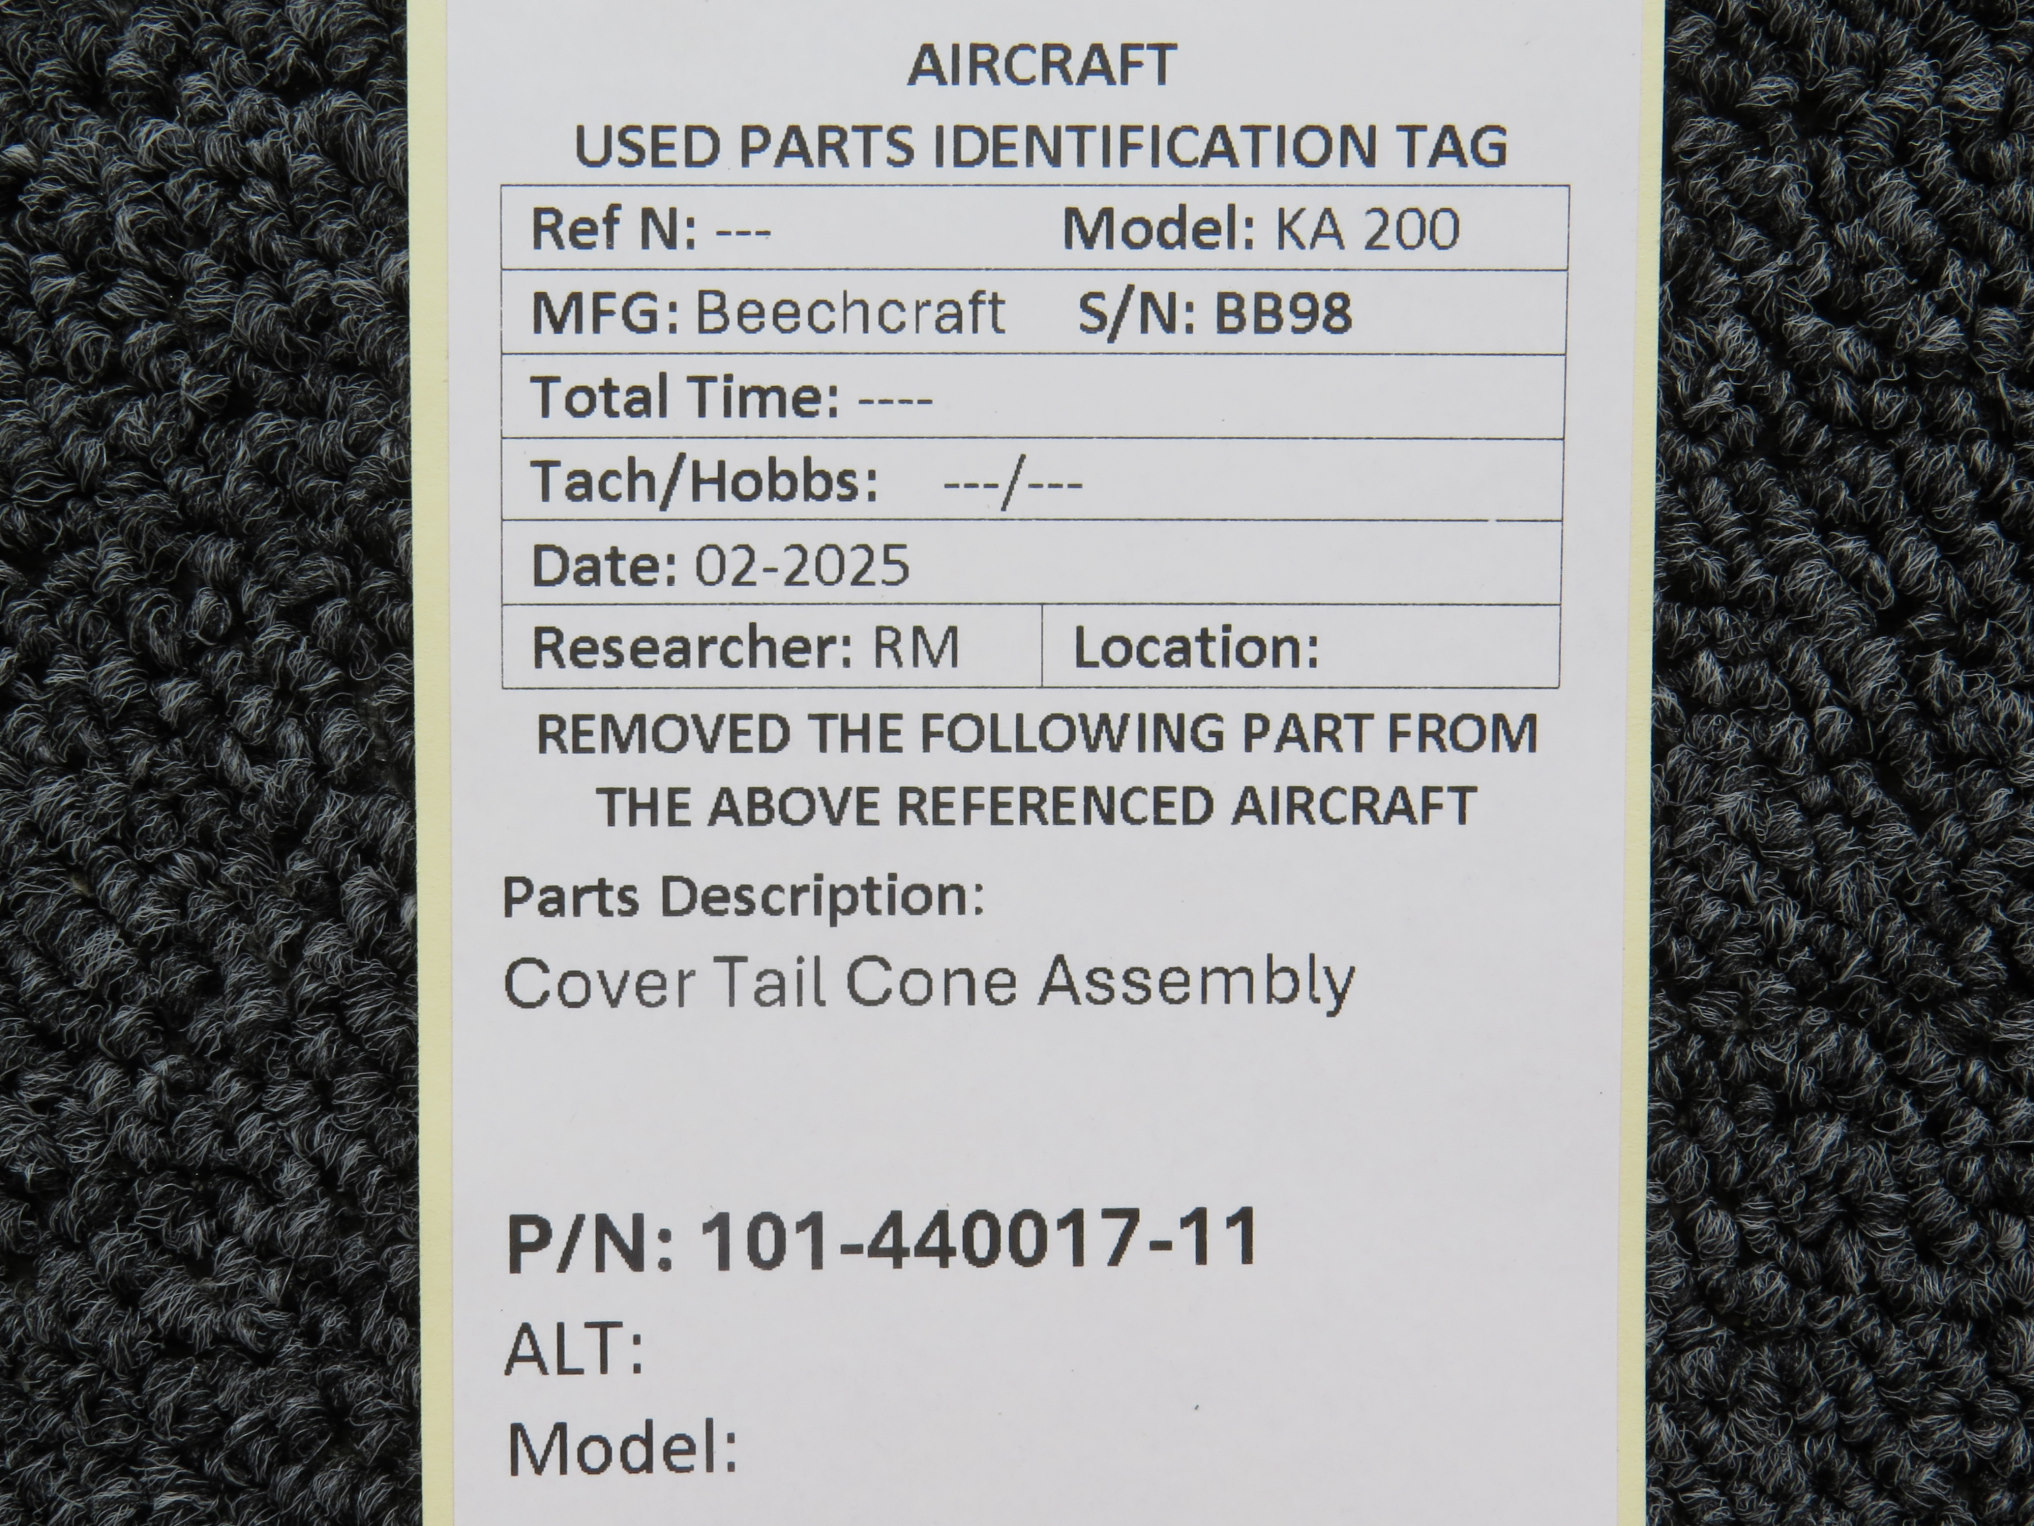 AIRCRAFT
USED PARTS IDENTIFICATION TAG
Ref N: --- Model: KA 200
MFG: Beechcraft S/N: BB98
Total Time: ----
Tach/Hobbs: ---/---
Date: 02-2025
Researcher: RM Location:
REMOVED THE FOLLOWING PART FROM
THE ABOVE REFERENCED AIRCRAFT
Parts Description:
Cover Tail Cone Assembly
P/N: 101-440017-11
ALT:
Model: